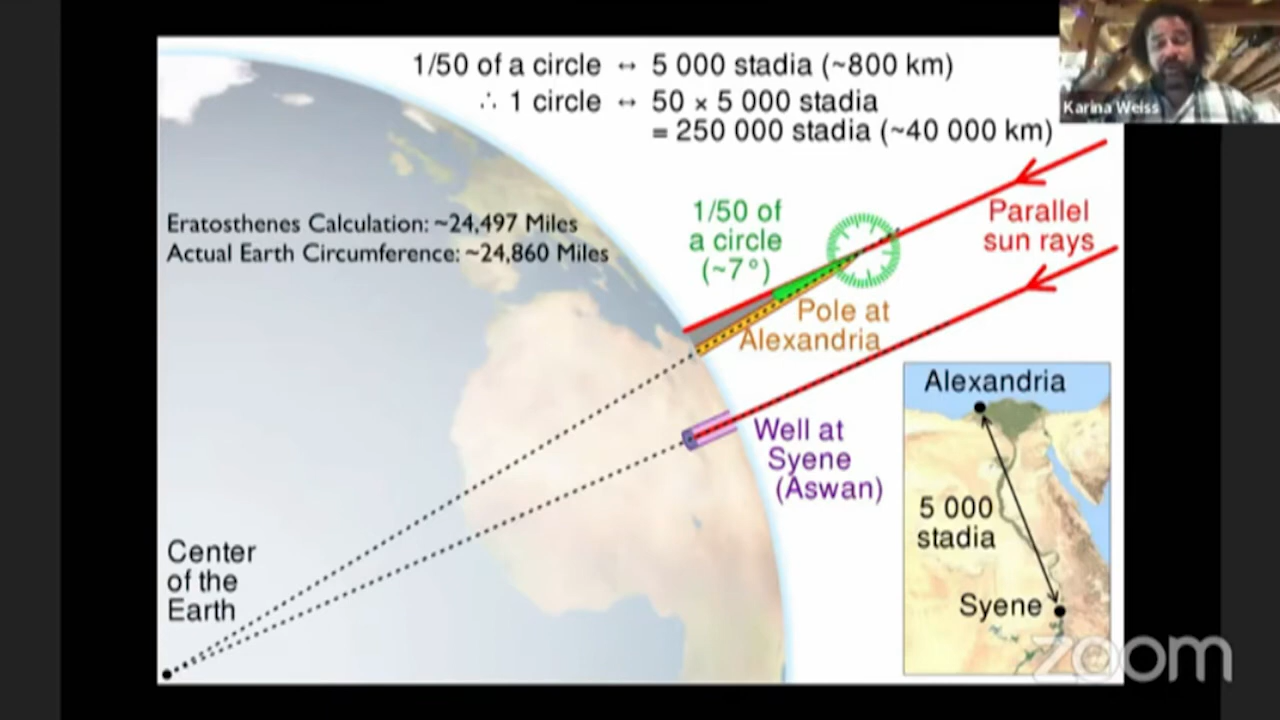 1/50 of a circle ↔ 5 000 stadia (~800 km)
∴ 1 circle ↔ 50 × 5 000 stadia
= 250 000 stadia (~40 000 km)
Karina Weiss
Eratosthenes Calculation: ~24,497 Miles
Actual Earth Circumference: ~24,860 Miles
1/50 of
a circle
(~7°)
Parallel
sun rays
Pole at
Alexandria
Well at
Syene
(Aswan)
Alexandria
5 000
stadia
Syene
Center
of the
Earth
zoom